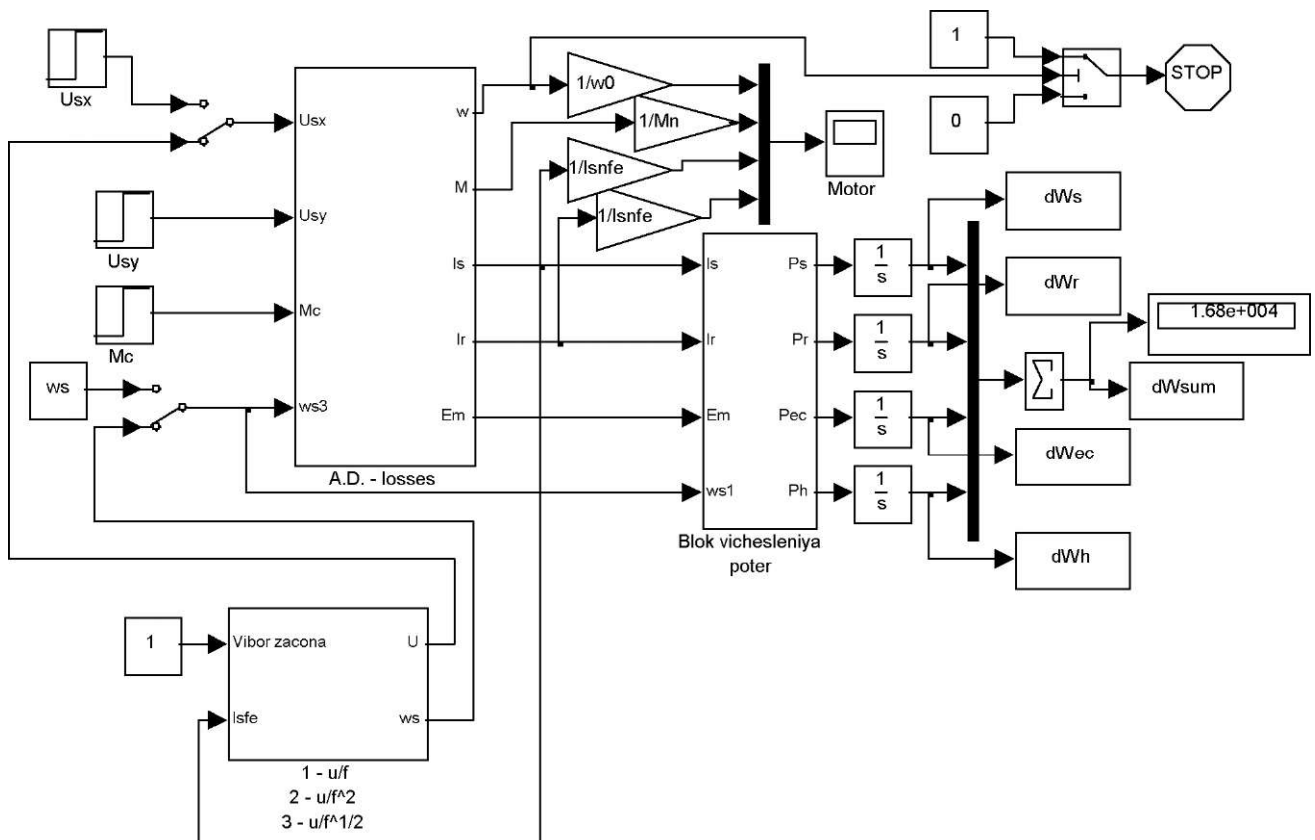 Usx
Usy
Mc
ws
Usx
Usy
Mc
ws3
w
M
Is
Ir
Em
A.D. - losses
1/w0
1/Mn
1/Isnfe
1/Isnfe
Motor
1
0
STOP
Is
Ir
Em
ws1
Ps
Pr
Pec
Ph
Blok vichesleniya
poter
1
s
1
s
1
s
1
s
dWs
dWr
1.68e+004
dWsum
dWec
dWh
∑
1
Vibor zacona
Isfe
U
ws
1 - u/f
2 - u/f^2
3 - u/f^1/2